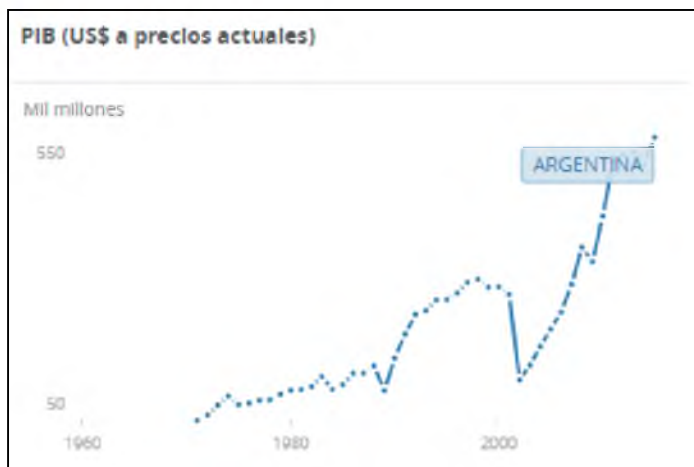 PIB (US$ a precios actuales)
Mil millones
550
ARGENTINA
50
1960
1980
2000